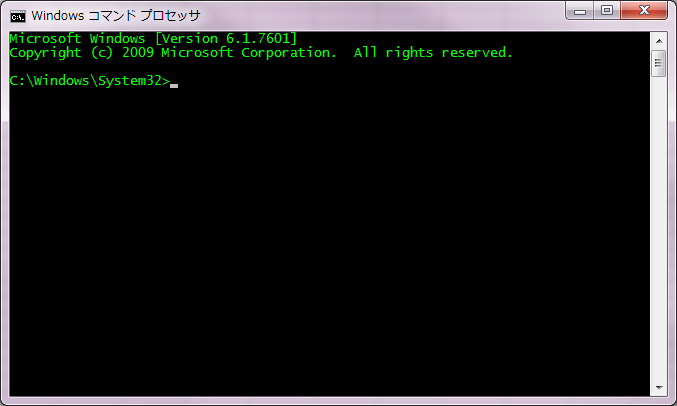 Windows コマンド プロセッサ
Microsoft Windows [Version 6.1.7601]
Copyright (c) 2009 Microsoft Corporation.  All rights reserved.
C:\Windows\System32>